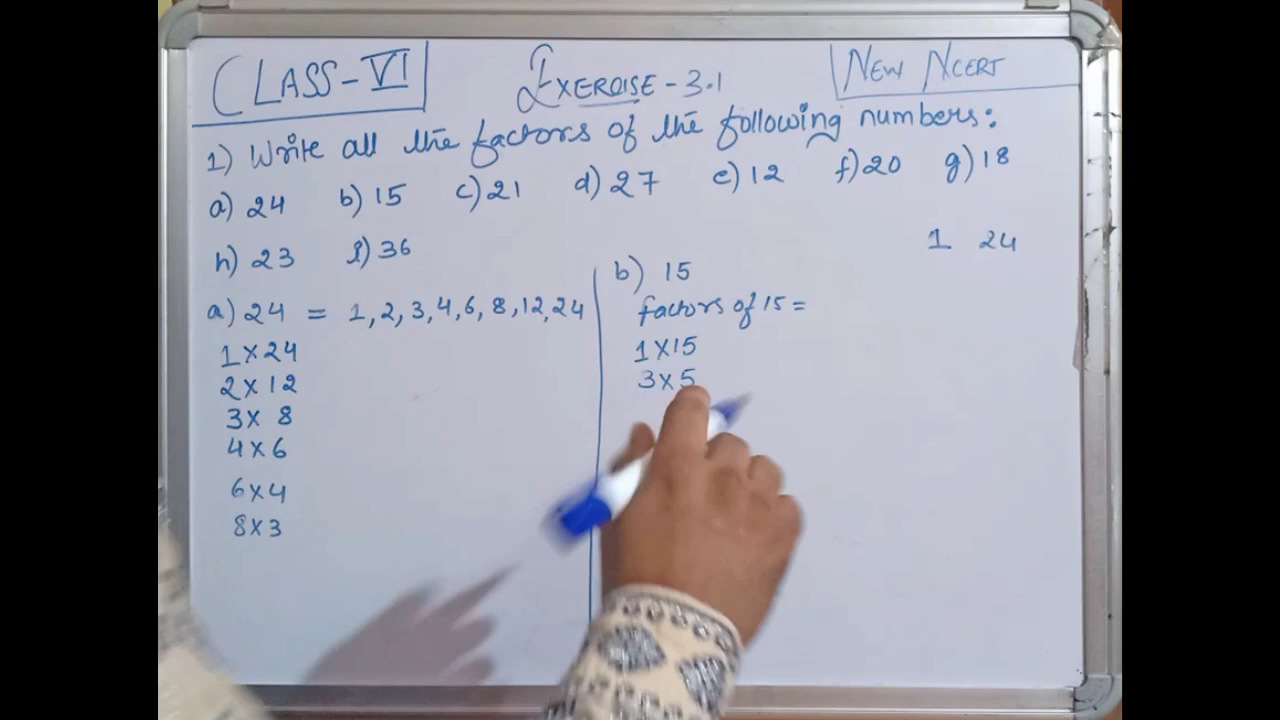 CLASS-VI
EXERCISE-3.1
NEW NCERT
1) Write all the factors of the following numbers:
a) 24 b) 15 c) 21 d) 27 e) 12 f) 20 g) 18
h) 23 i) 36
1 24
a) 24 = 1, 2, 3, 4, 6, 8, 12, 24
1 X 24
2 X 12
3 X 8
4 X 6
6 X 4
8 X 3
b) 15
factors of 15 =
1 X 15
3 X 5